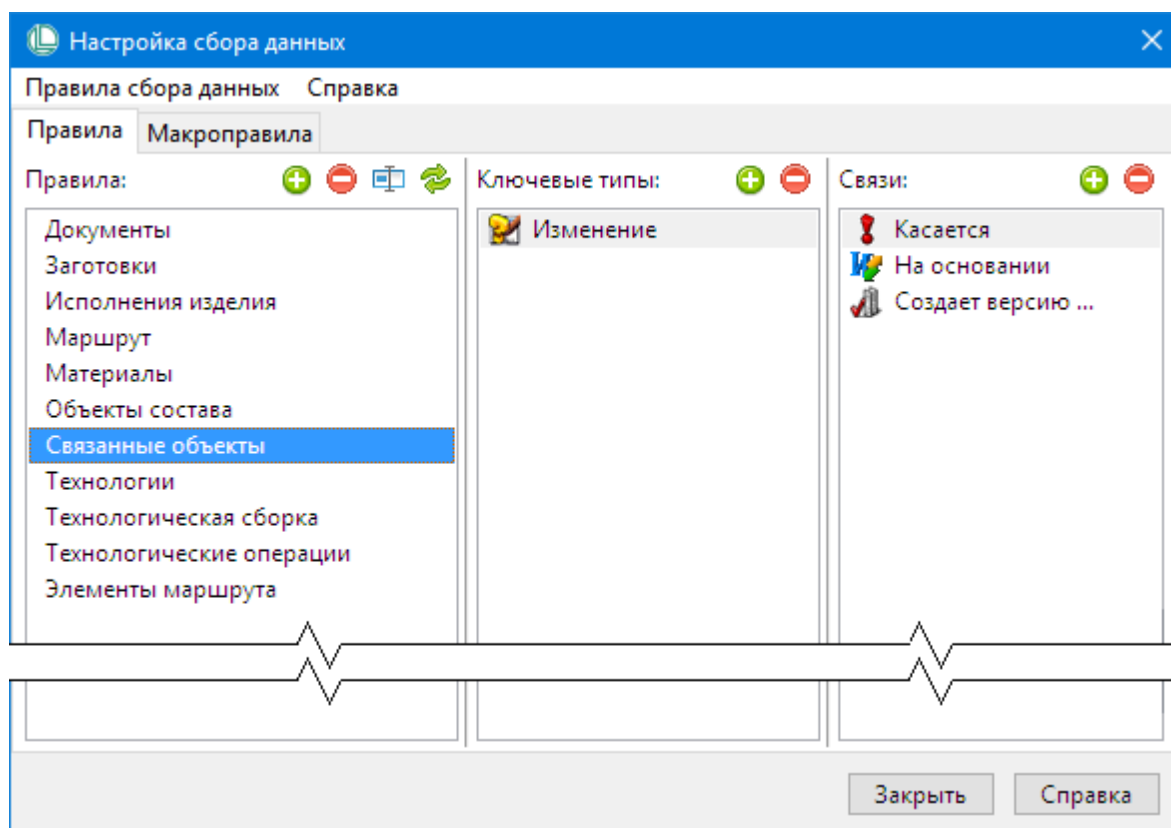 Настройка сбора данных
Правила сбора данных Справка
Правила Макроправила
Правила:
Документы
Заготовки
Исполнения изделия
Маршрут
Материалы
Объекты состава
Связанные объекты
Технологии
Технологическая сборка
Технологические операции
Элементы маршрута
Ключевые типы:
Изменение
Связи:
Касается
На основании
Создает версию ...
Закрыть Справка